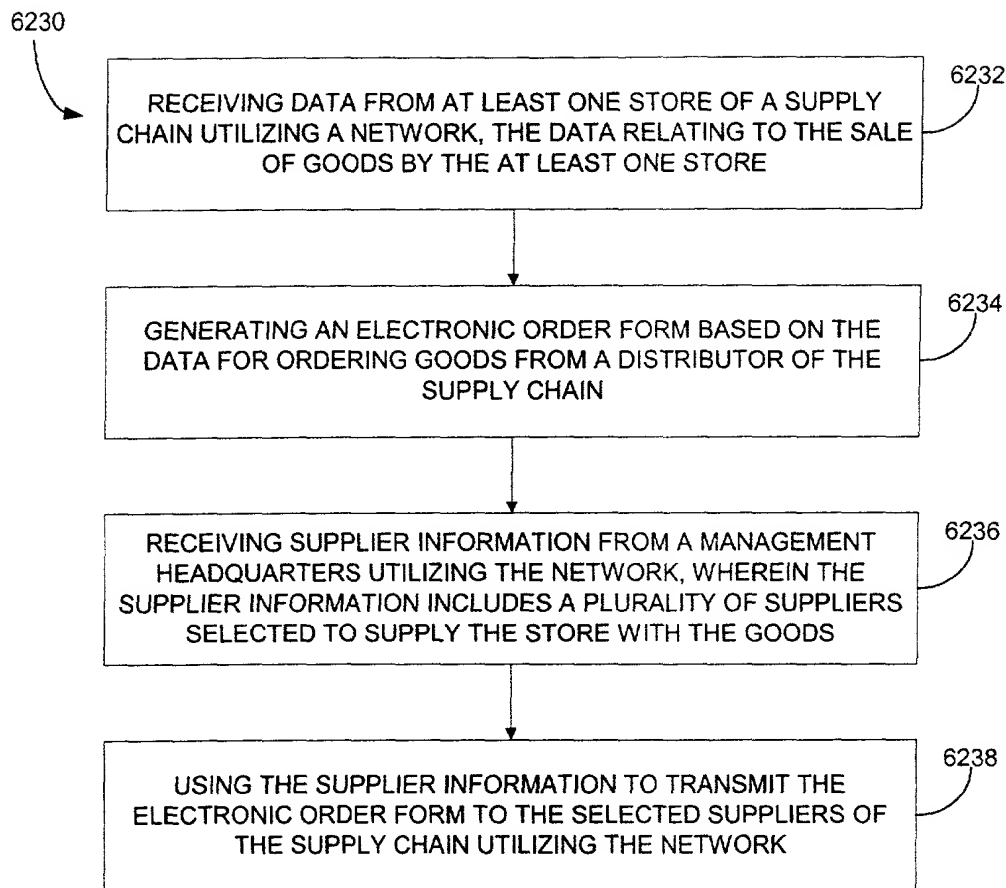 6230
RECEIVING DATA FROM AT LEAST ONE STORE OF A SUPPLY
CHAIN UTILIZING A NETWORK, THE DATA RELATING TO THE SALE
OF GOODS BY THE AT LEAST ONE STORE
6232
GENERATING AN ELECTRONIC ORDER FORM BASED ON THE
DATA FOR ORDERING GOODS FROM A DISTRIBUTOR OF THE
SUPPLY CHAIN
6234
RECEIVING SUPPLIER INFORMATION FROM A MANAGEMENT
HEADQUARTERS UTILIZING THE NETWORK, WHEREIN THE
SUPPLIER INFORMATION INCLUDES A PLURALITY OF SUPPLIERS
SELECTED TO SUPPLY THE STORE WITH THE GOODS
6236
USING THE SUPPLIER INFORMATION TO TRANSMIT THE
ELECTRONIC ORDER FORM TO THE SELECTED SUPPLIERS OF
THE SUPPLY CHAIN UTILIZING THE NETWORK
6238